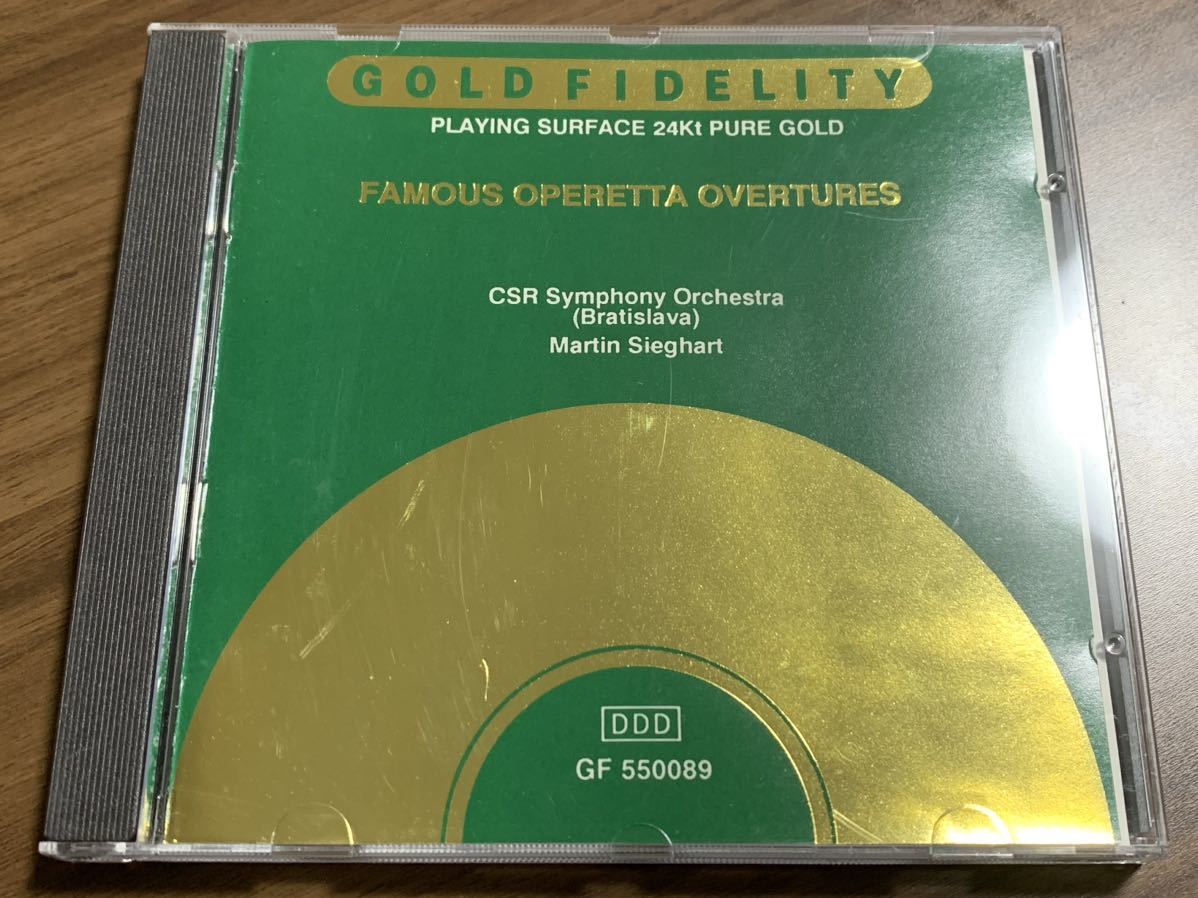 GOLD FIDELITY
PLAYING SURFACE 24Kt PURE GOLD
FAMOUS OPERETTA OVERTURES
CSR Symphony Orchestra
(Bratislava)
Martin Sieghart
DDD
GF 550089